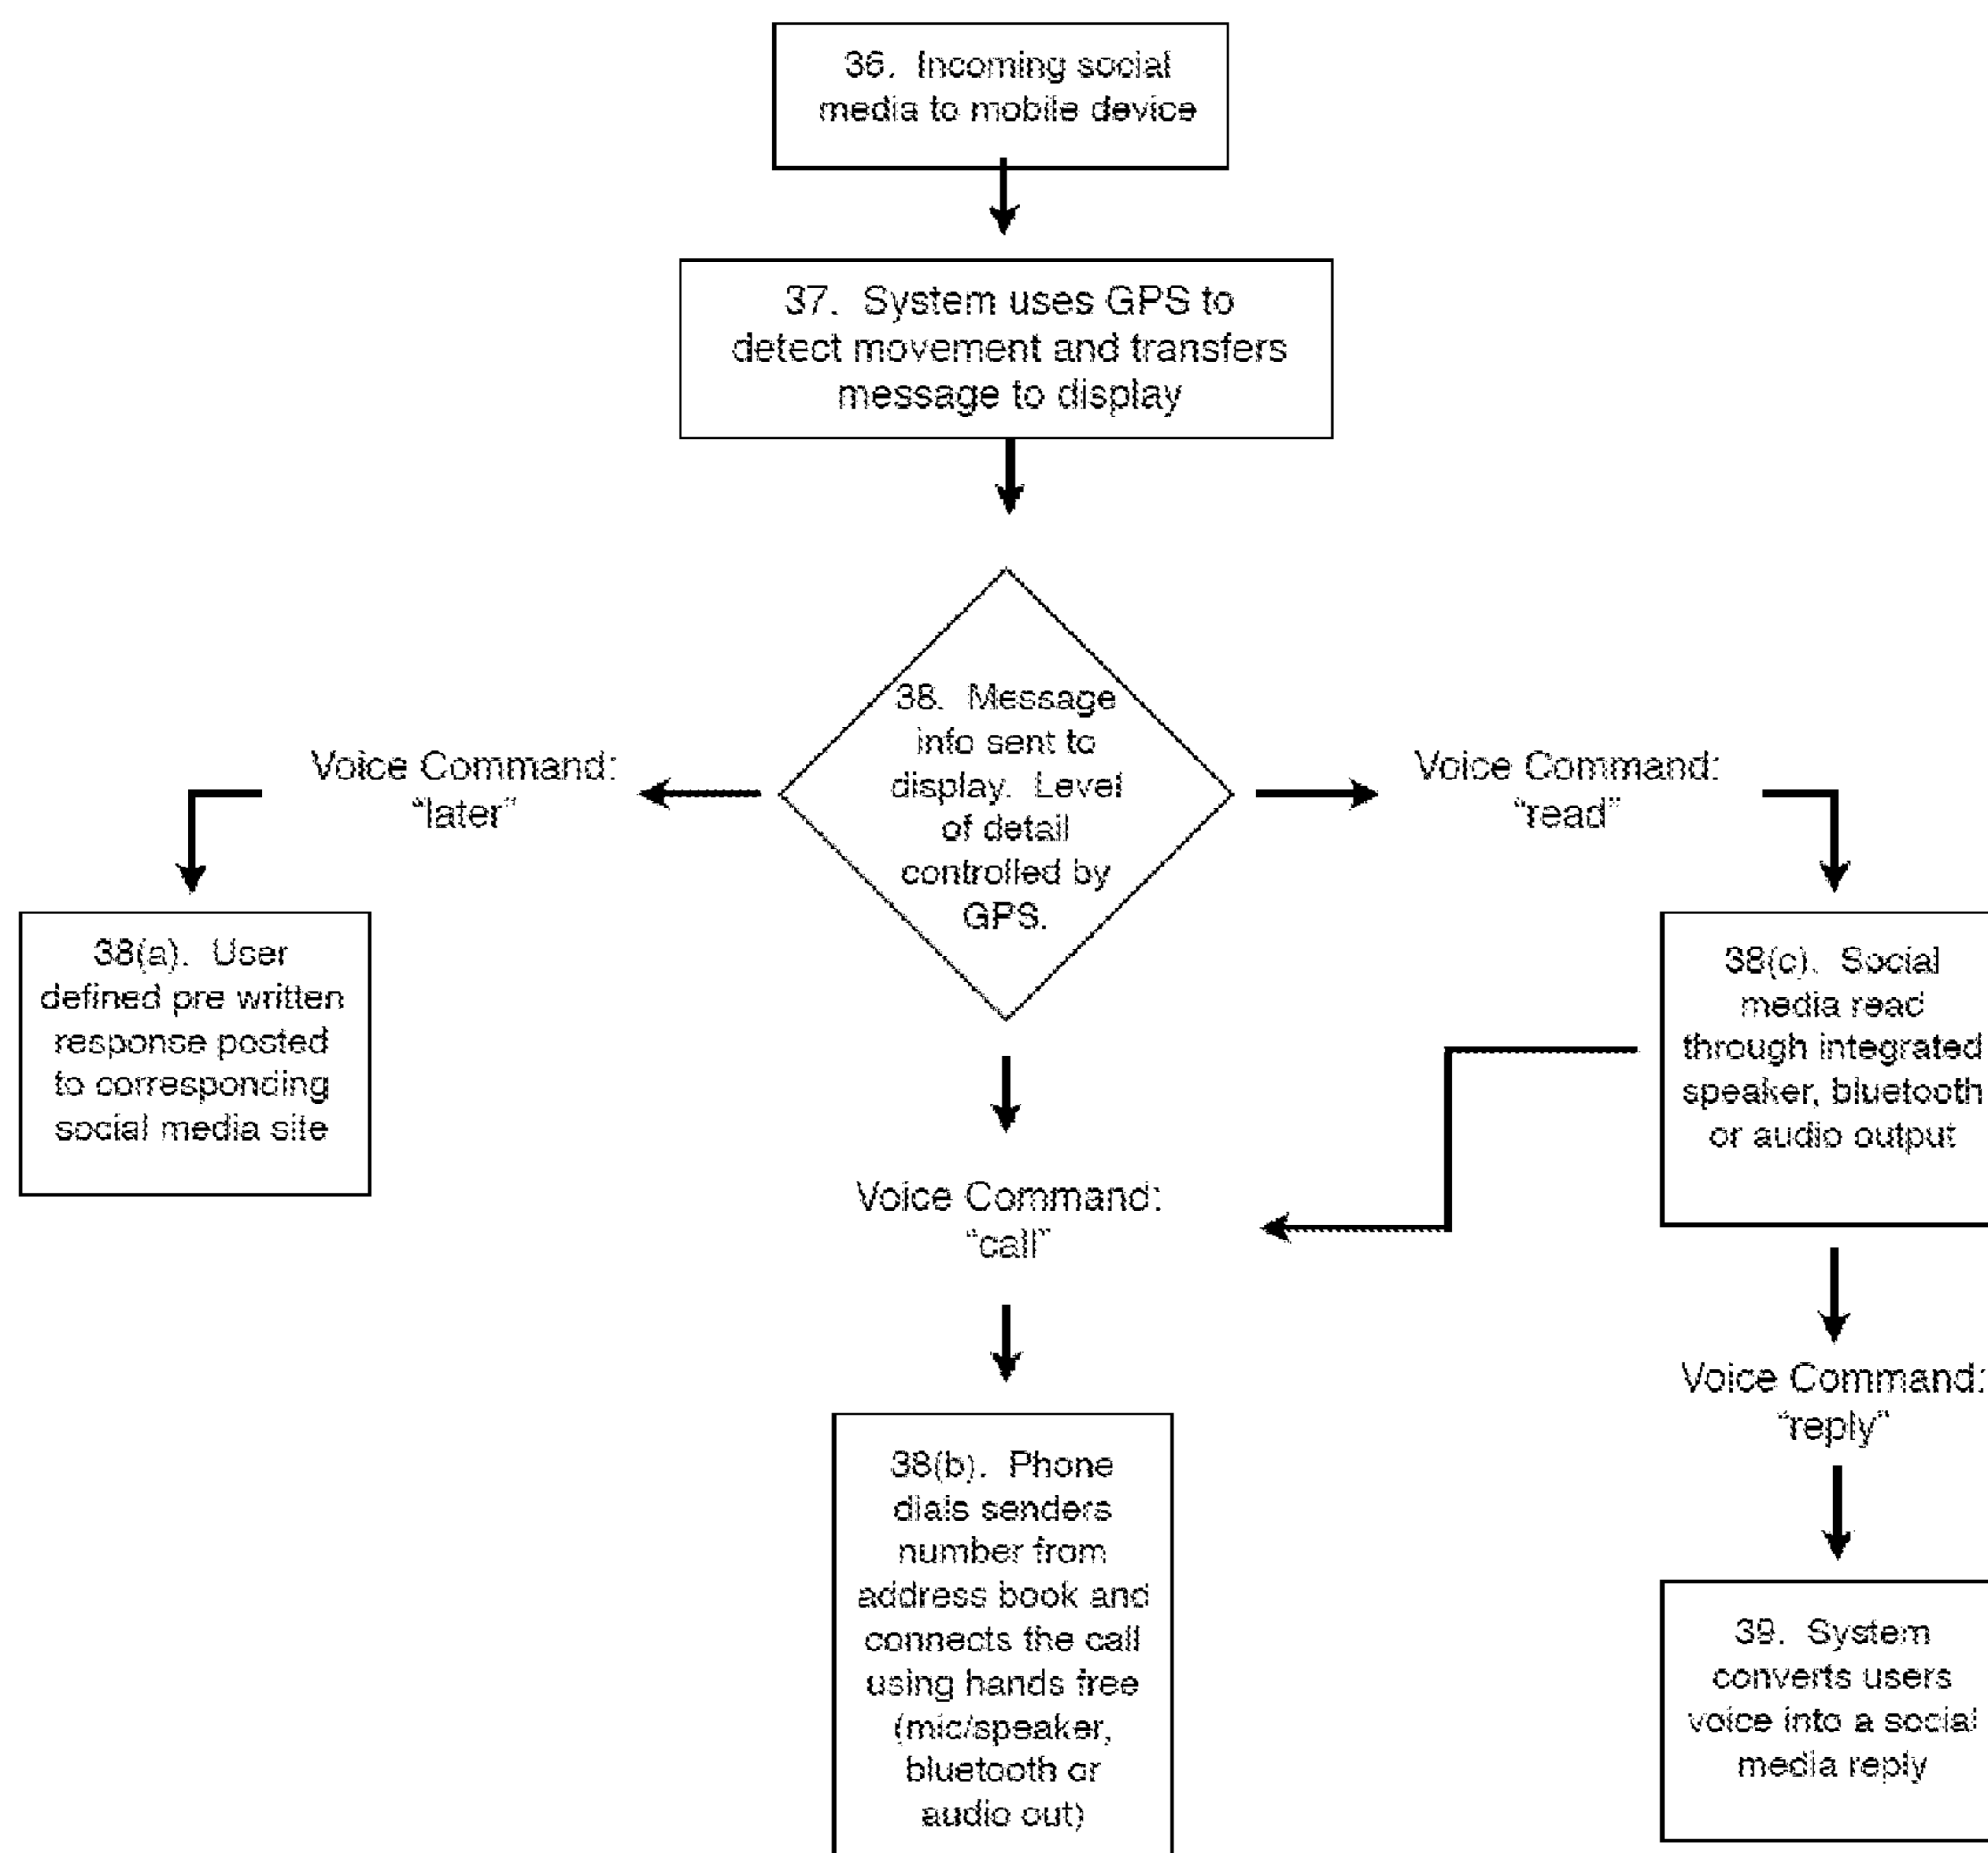 36.  Incoming social
media to mobile device
37.  System uses GPS to
detect movement and transfers
message to display
38.  Message
info sent to
display.  Level
of detail
controlled by
GPS.
Voice Command:
“later”
Voice Command:
“read”
38(a).  User
defined pre written
response posted
to corresponding
social media site
38(c).  Social
media read
through integrated
speaker, bluetooth
or audio output
Voice Command:
“call”
Voice Command:
“reply”
38(b).  Phone
dials senders
number from
address book and
connects the call
using hands free
(mic/speaker,
bluetooth or
audio out)
39.  System
converts users
voice into a social
media reply